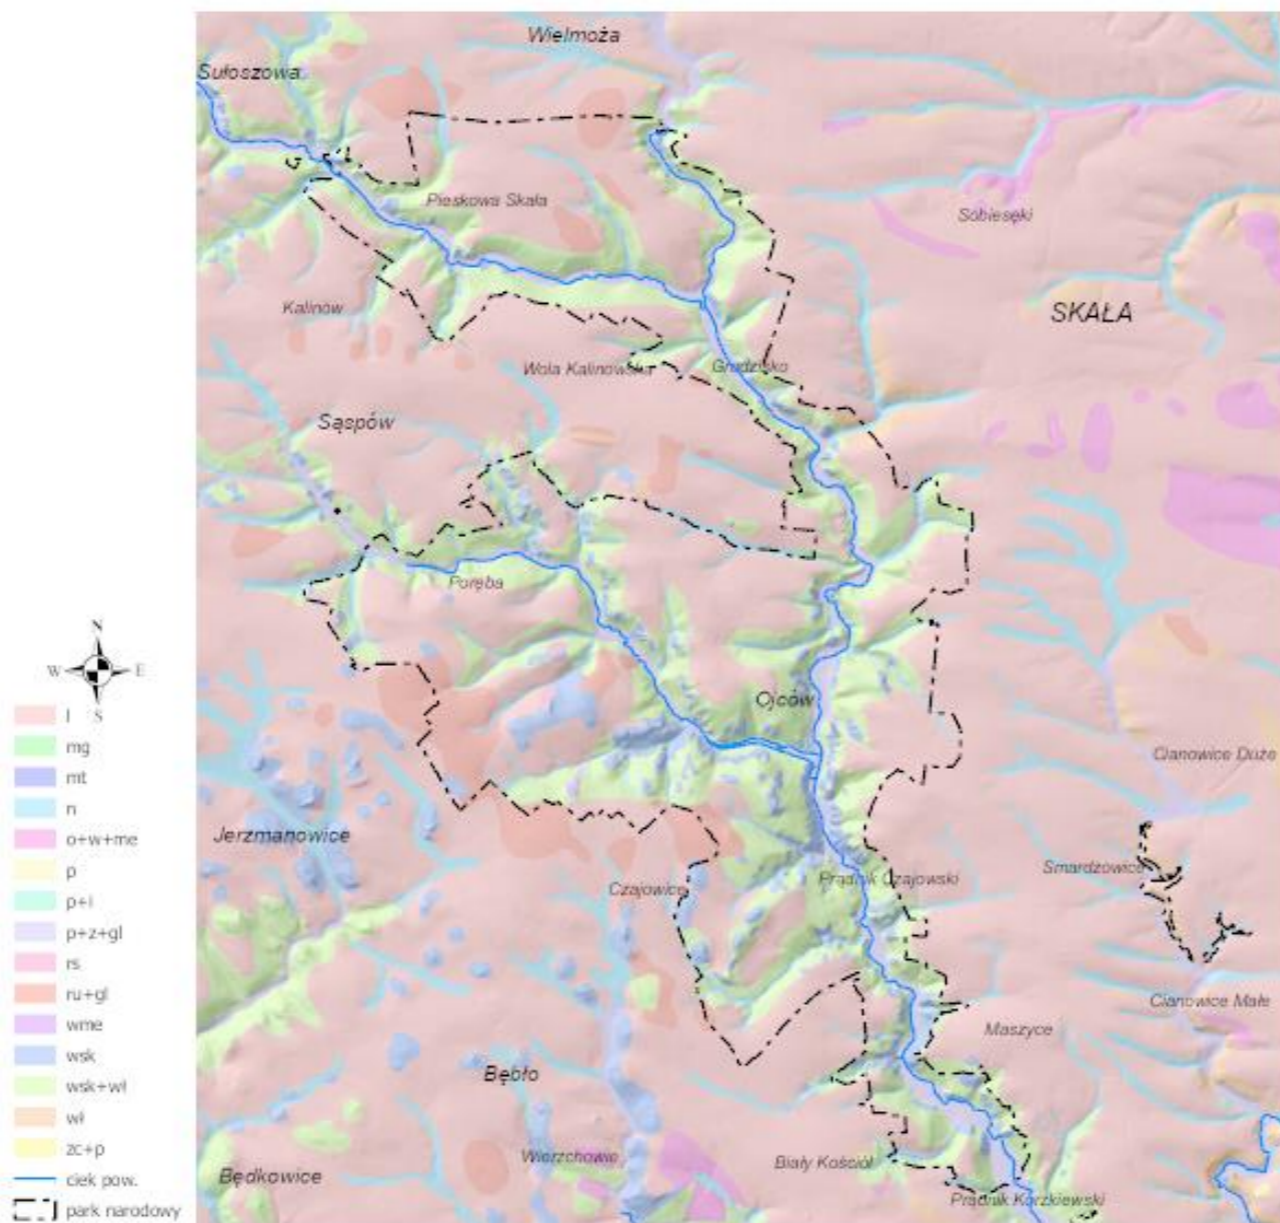 Wielmoża
Sułoszowa
Pieskowa Skała
Sobiesęki
SKAŁA
Kalinów
Wola Kalinowska
Grodzisko
Sąspów
Poręba
Ojców
Cianowice Duże
Jerzmanowice
Smardzowice
Czajowice
Prądnik Czajowski
Cianowice Małe
Maszyce
Bębło
Wierzchowie
Biały Kościół
Będkowice
Prądnik Korzkiewski
N
W E
S
l
mg
mt
n
o+w+me
p
p+i
p+z+gl
rs
ru+gl
wme
wsk
wsk+wł
wł
zc+p
ciek pow.
park narodowy